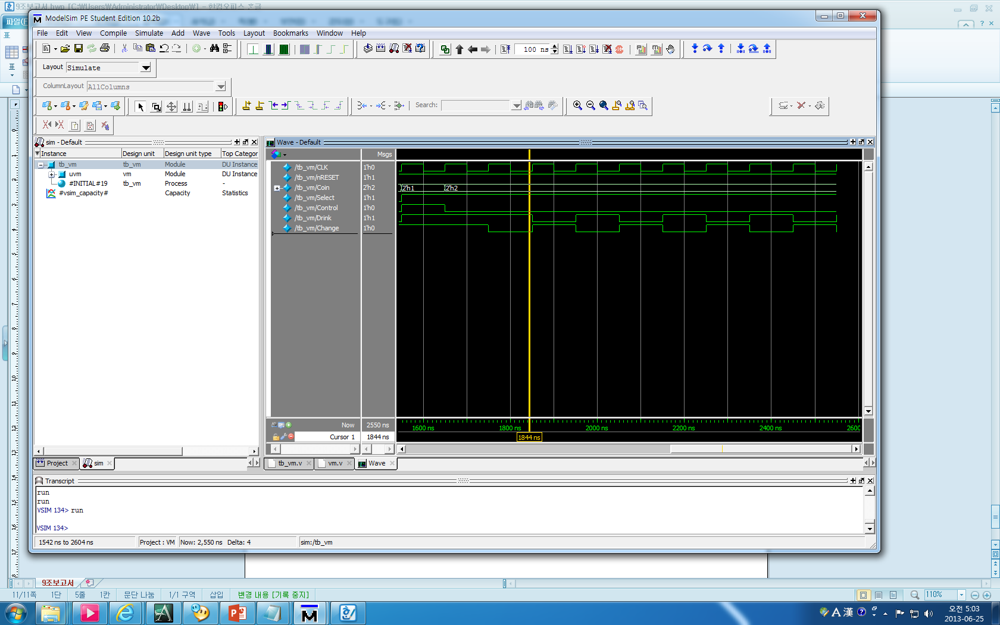 9조보고서.hwp [C:\Users\Administrator\Desktop\] - 한컴오피스 한글
파일(F
ModelSim PE Student Edition 10.2b
File Edit View Compile Simulate Add Wave Tools Layout Bookmarks Window Help
100 ns
Layout Simulate
ColumnLayout AllColumns
Search:
sim - Default
Instance Design unit Design unit type Top Categor
tb_vm tb_vm Module DU Instance
uvm vm Module DU Instance
#INITIAL#19 tb_vm Process -
#vsim_capacity# Capacity Statistics
Wave - Default
Msgs
/tb_vm/CLK 1'h0
/tb_vm/nRESET 1'h1
/tb_vm/Coin 2'h2 2'h1 2'h2
/tb_vm/Select 1'h1
/tb_vm/Control 1'h0
/tb_vm/Drink 1'h1
/tb_vm/Change 1'h0
Now 2550 ns 1600 ns 1800 ns 2000 ns 2200 ns 2400 ns 2600
Cursor 1 1844 ns 1844 ns
Project sim tb_vm.v vm.v Wave
Transcript
run
run
VSIM 134> run
VSIM 134>
1542 ns to 2604 ns Project : VM Now: 2,550 ns Delta: 4 sim:/tb_vm
9조보고서
11/11쪽 1단 5줄 1칸 문단 나눔 1/1 구역 삽입 변경 내용 [기록 중지] 110%
A 漢 오전 5:03
2013-06-25